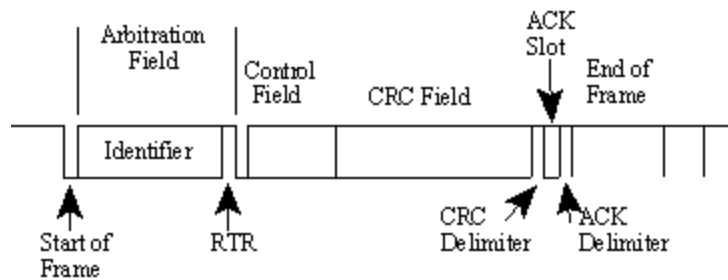 Arbitration
Field
Control
Field
CRC Field
ACK
Slot
End of
Frame
Identifier
Start of
Frame
RTR
CRC
Delimiter
ACK
Delimiter